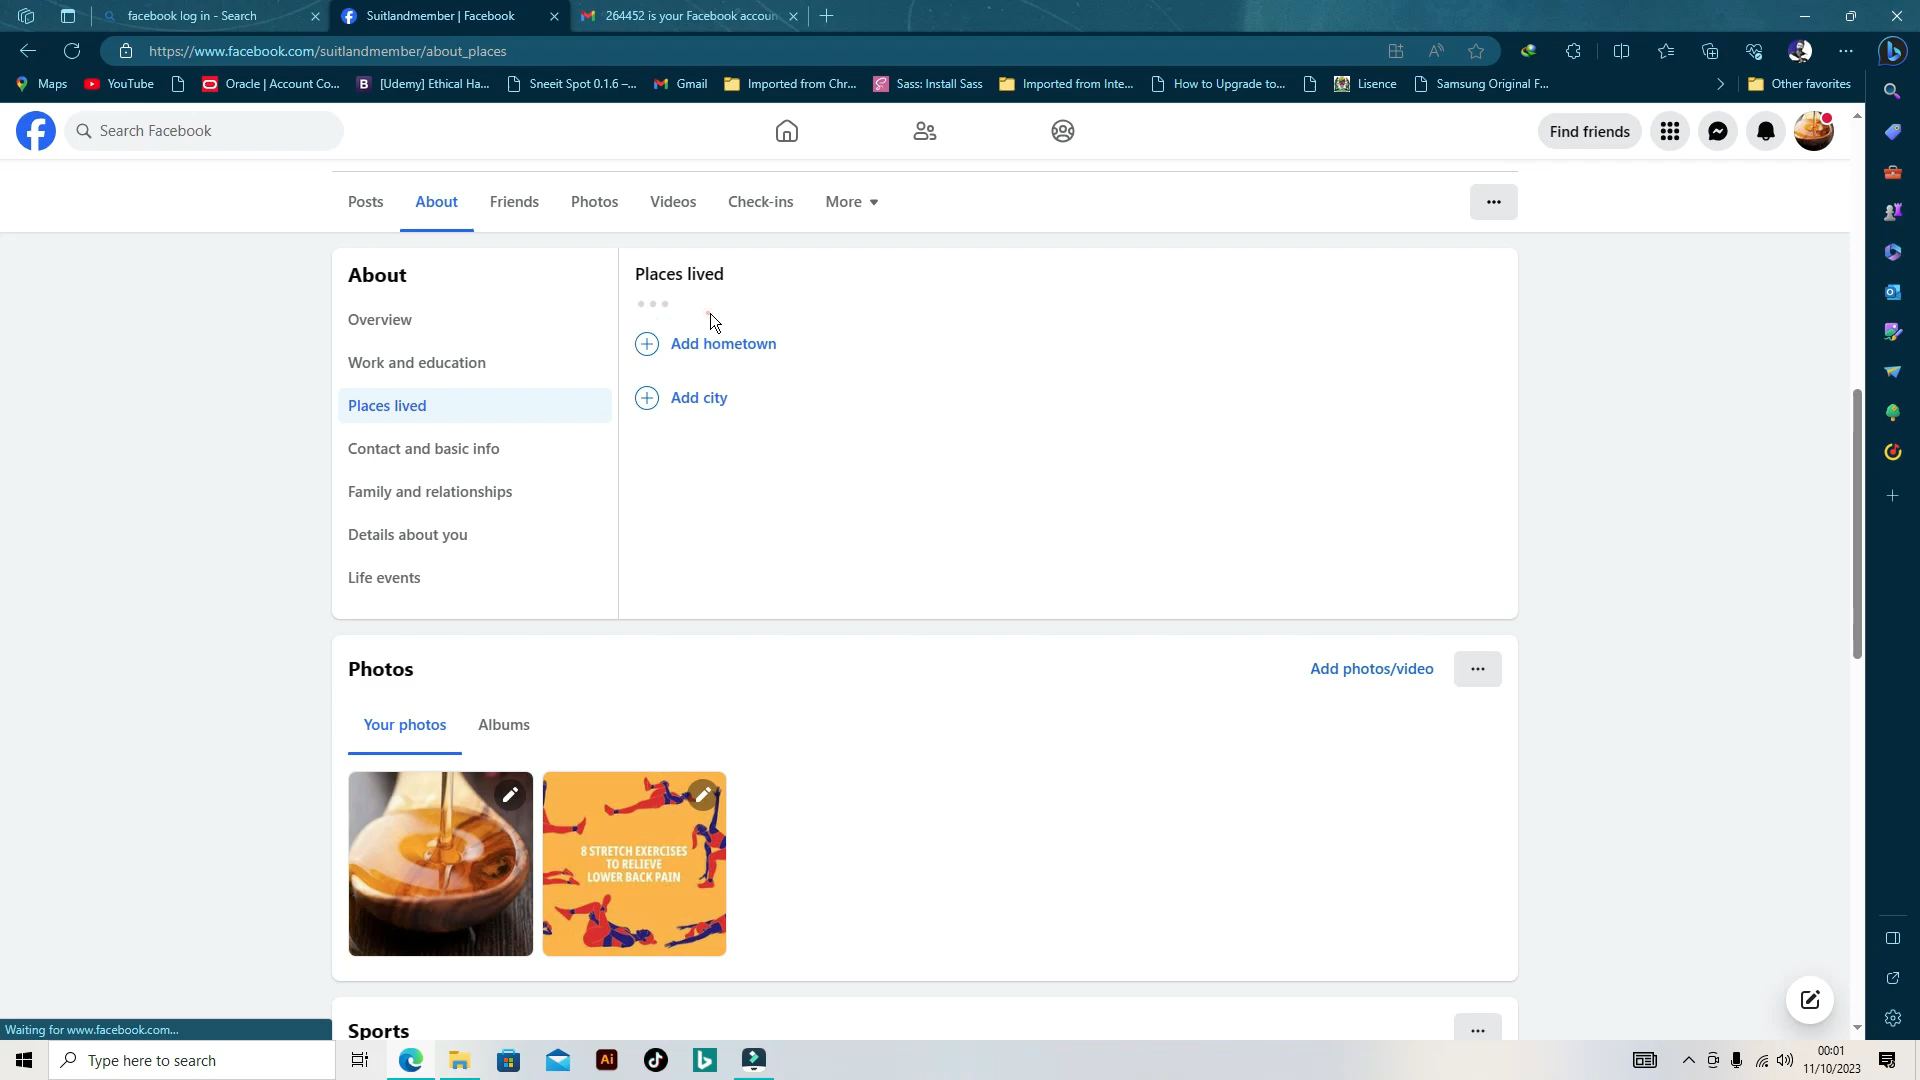 facebook log in - Search
Suitlandmember | Facebook
264452 is your Facebook accoun
https://www.facebook.com/suitlandmember/about_places
Maps
YouTube
Oracle | Account Co...
[Udemy] Ethical Ha...
Sneeit Spot 0.1.6 –...
Gmail
Imported from Chr...
Sass: Install Sass
Imported from Inte...
How to Upgrade to...
Lisence
Samsung Original F...
Other favorites
Search Facebook
Find friends
Posts
About
Friends
Photos
Videos
Check-ins
More
About
Overview
Work and education
Places lived
Contact and basic info
Family and relationships
Details about you
Life events
Places lived
Add hometown
Add city
Photos
Add photos/video
Your photos
Albums
8 STRETCH EXERCISES
TO RELIEVE
LOWER BACK PAIN
Sports
Waiting for www.facebook.com...
Type here to search
Ai
00:01
11/10/2023